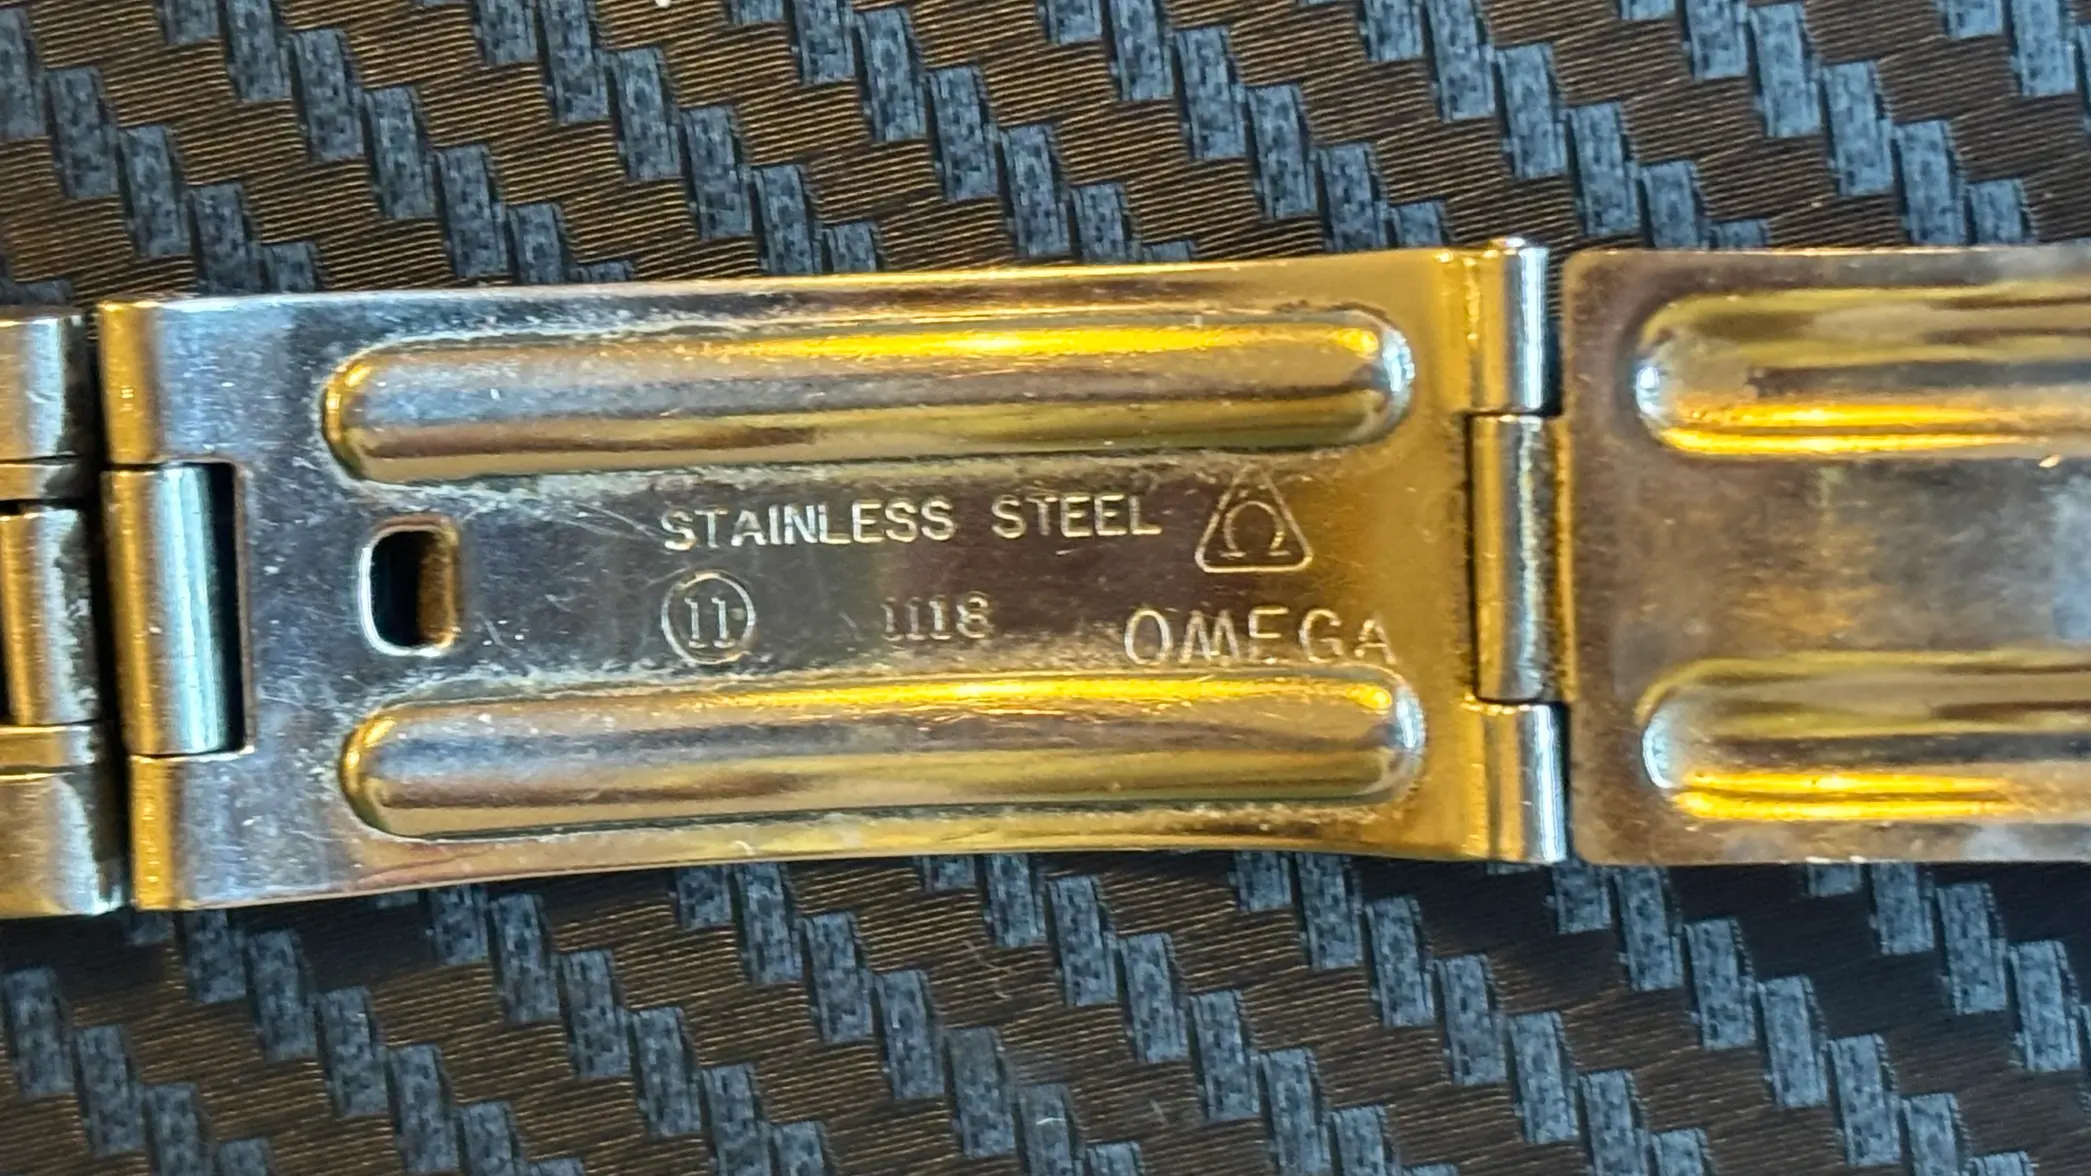 STAINLESS STEEL Ω
11 1118 OMEGA